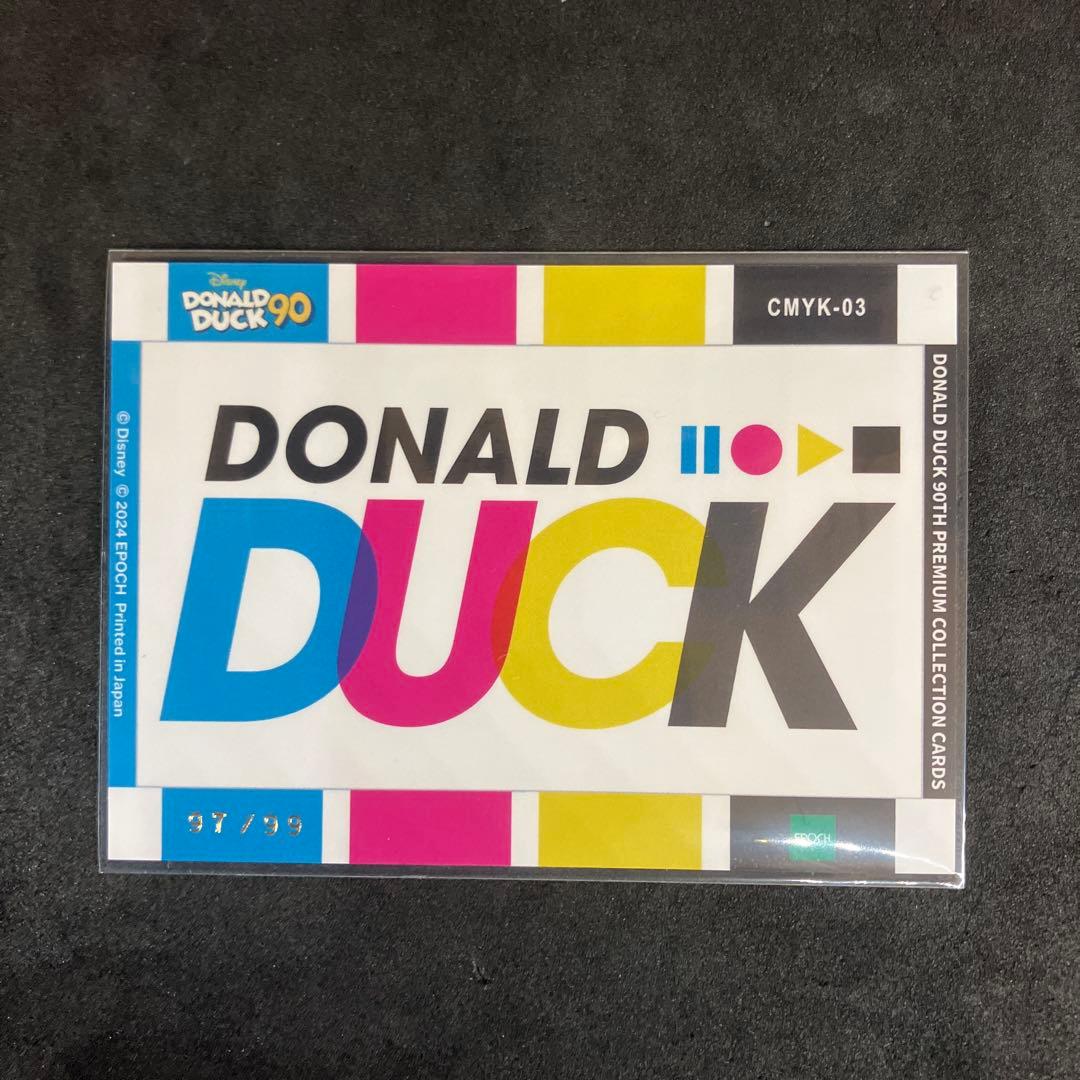 Disney
DONALD
DUCK 90
CMYK-03
DONALD
DUCK
© Disney © 2024 EPOCH Printed in Japan
DONALD DUCK 90TH PREMIUM COLLECTION CARDS
97/99
EPOCH